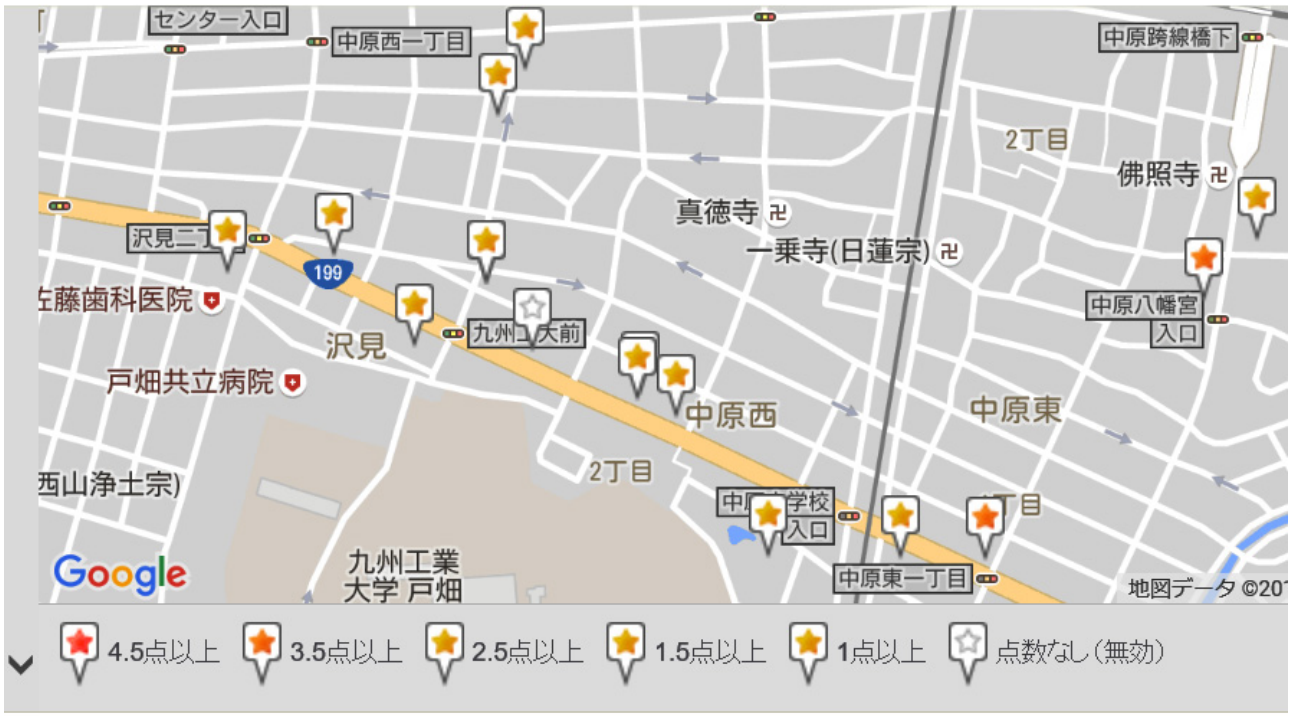 センター入口
中原西一丁目
中原跨線橋下
2丁目
佛照寺
真徳寺
一乗寺(日蓮宗)
沢見二丁
199
佐藤歯科医院
中原八幡宮
入口
九州工大前
沢見
戸畑共立病院
中原西
中原東
2丁目
西山浄土宗)
学校
入口
丁目
九州工業
大学 戸畑
中原東一丁目
Google
地図データ ©201
4.5点以上
3.5点以上
2.5点以上
1.5点以上
1点以上
点数なし(無効)